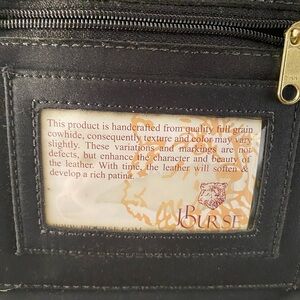 This product is handcrafted from quality full grain
cowhide, consequently texture and color may vary
slightly. These variations and markings are not
defects, but enhance the character and beauty of
the leather. With time, the leather will soften &
develop a rich patina.